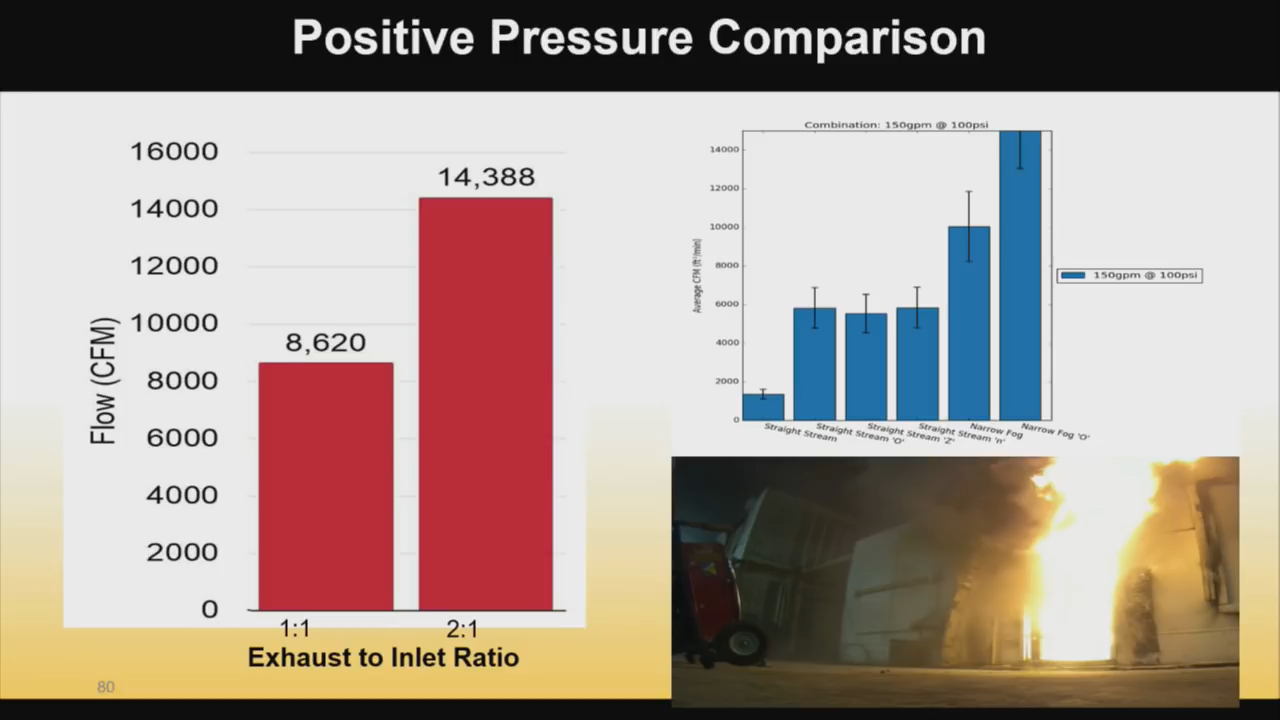 Positive Pressure Comparison
16000
14000
12000
10000
8000
6000
4000
2000
0
Flow (CFM)
8,620
14,388
1:1
2:1
Exhaust to Inlet Ratio
80
Combination: 150gpm @ 100psi
14000
12000
10000
8000
6000
4000
2000
0
Average CFM (ft³/min)
Straight Stream
Straight Stream 'O'
Straight Stream 'Z'
Straight Stream 'n'
Narrow Fog
Narrow Fog 'O'
150gpm @ 100psi